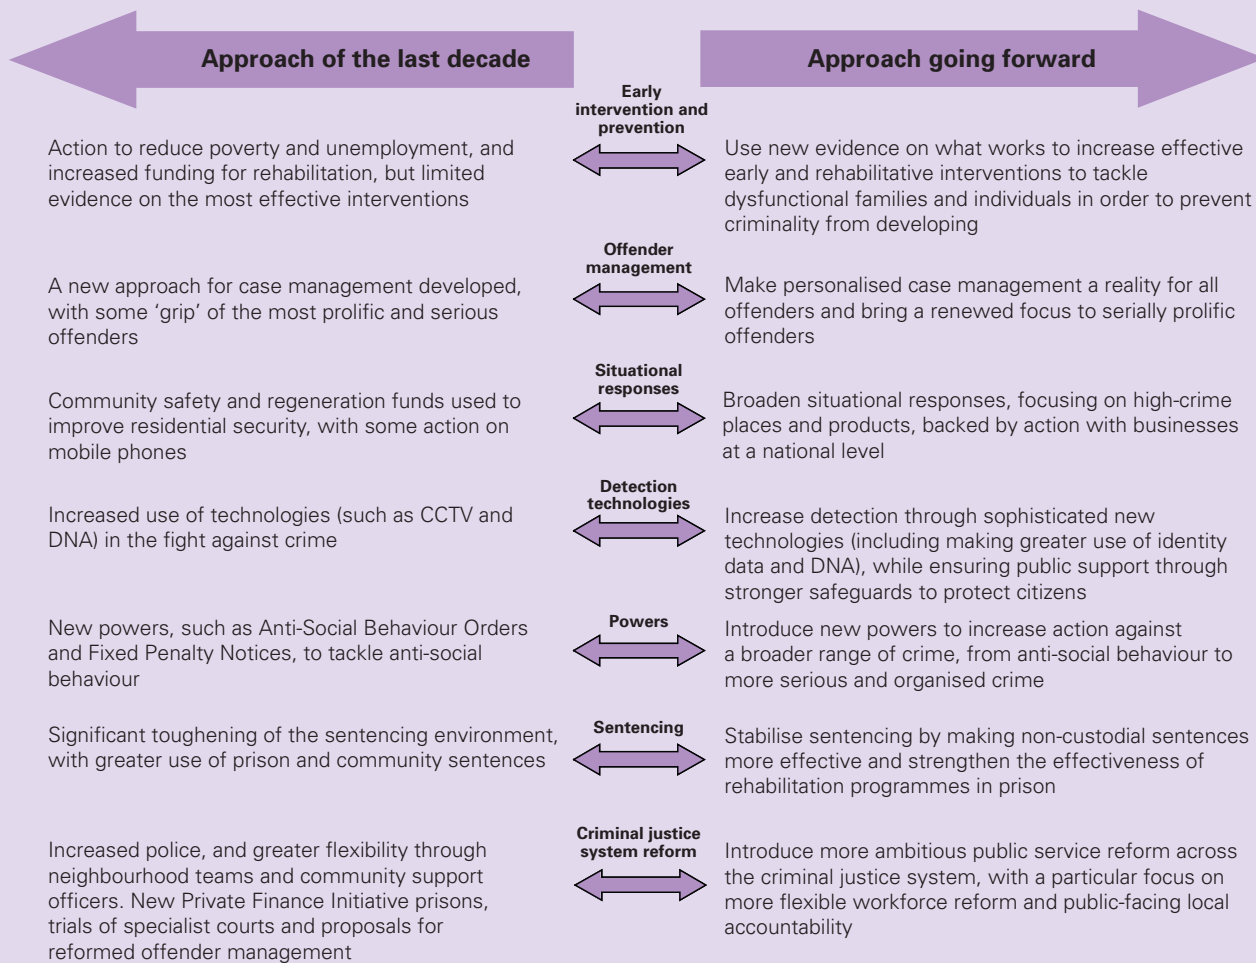 Approach of the last decade
Approach going forward
Early
intervention and
prevention
Action to reduce poverty and unemployment, and
increased funding for rehabilitation, but limited
evidence on the most effective interventions
Use new evidence on what works to increase effective
early and rehabilitative interventions to tackle
dysfunctional families and individuals in order to prevent
criminality from developing
Offender
management
A new approach for case management developed,
with some ‘grip’ of the most prolific and serious
offenders
Make personalised case management a reality for all
offenders and bring a renewed focus to serially prolific
offenders
Situational
responses
Community safety and regeneration funds used to
improve residential security, with some action on
mobile phones
Broaden situational responses, focusing on high-crime
places and products, backed by action with businesses
at a national level
Detection
technologies
Increased use of technologies (such as CCTV and
DNA) in the fight against crime
Increase detection through sophisticated new
technologies (including making greater use of identity
data and DNA), while ensuring public support through
stronger safeguards to protect citizens
Powers
New powers, such as Anti-Social Behaviour Orders
and Fixed Penalty Notices, to tackle anti-social
behaviour
Introduce new powers to increase action against
a broader range of crime, from anti-social behaviour to
more serious and organised crime
Sentencing
Significant toughening of the sentencing environment,
with greater use of prison and community sentences
Stabilise sentencing by making non-custodial sentences
more effective and strengthen the effectiveness of
rehabilitation programmes in prison
Criminal justice
system reform
Increased police, and greater flexibility through
neighbourhood teams and community support
officers. New Private Finance Initiative prisons,
trials of specialist courts and proposals for
reformed offender management
Introduce more ambitious public service reform across
the criminal justice system, with a particular focus on
more flexible workforce reform and public-facing local
accountability